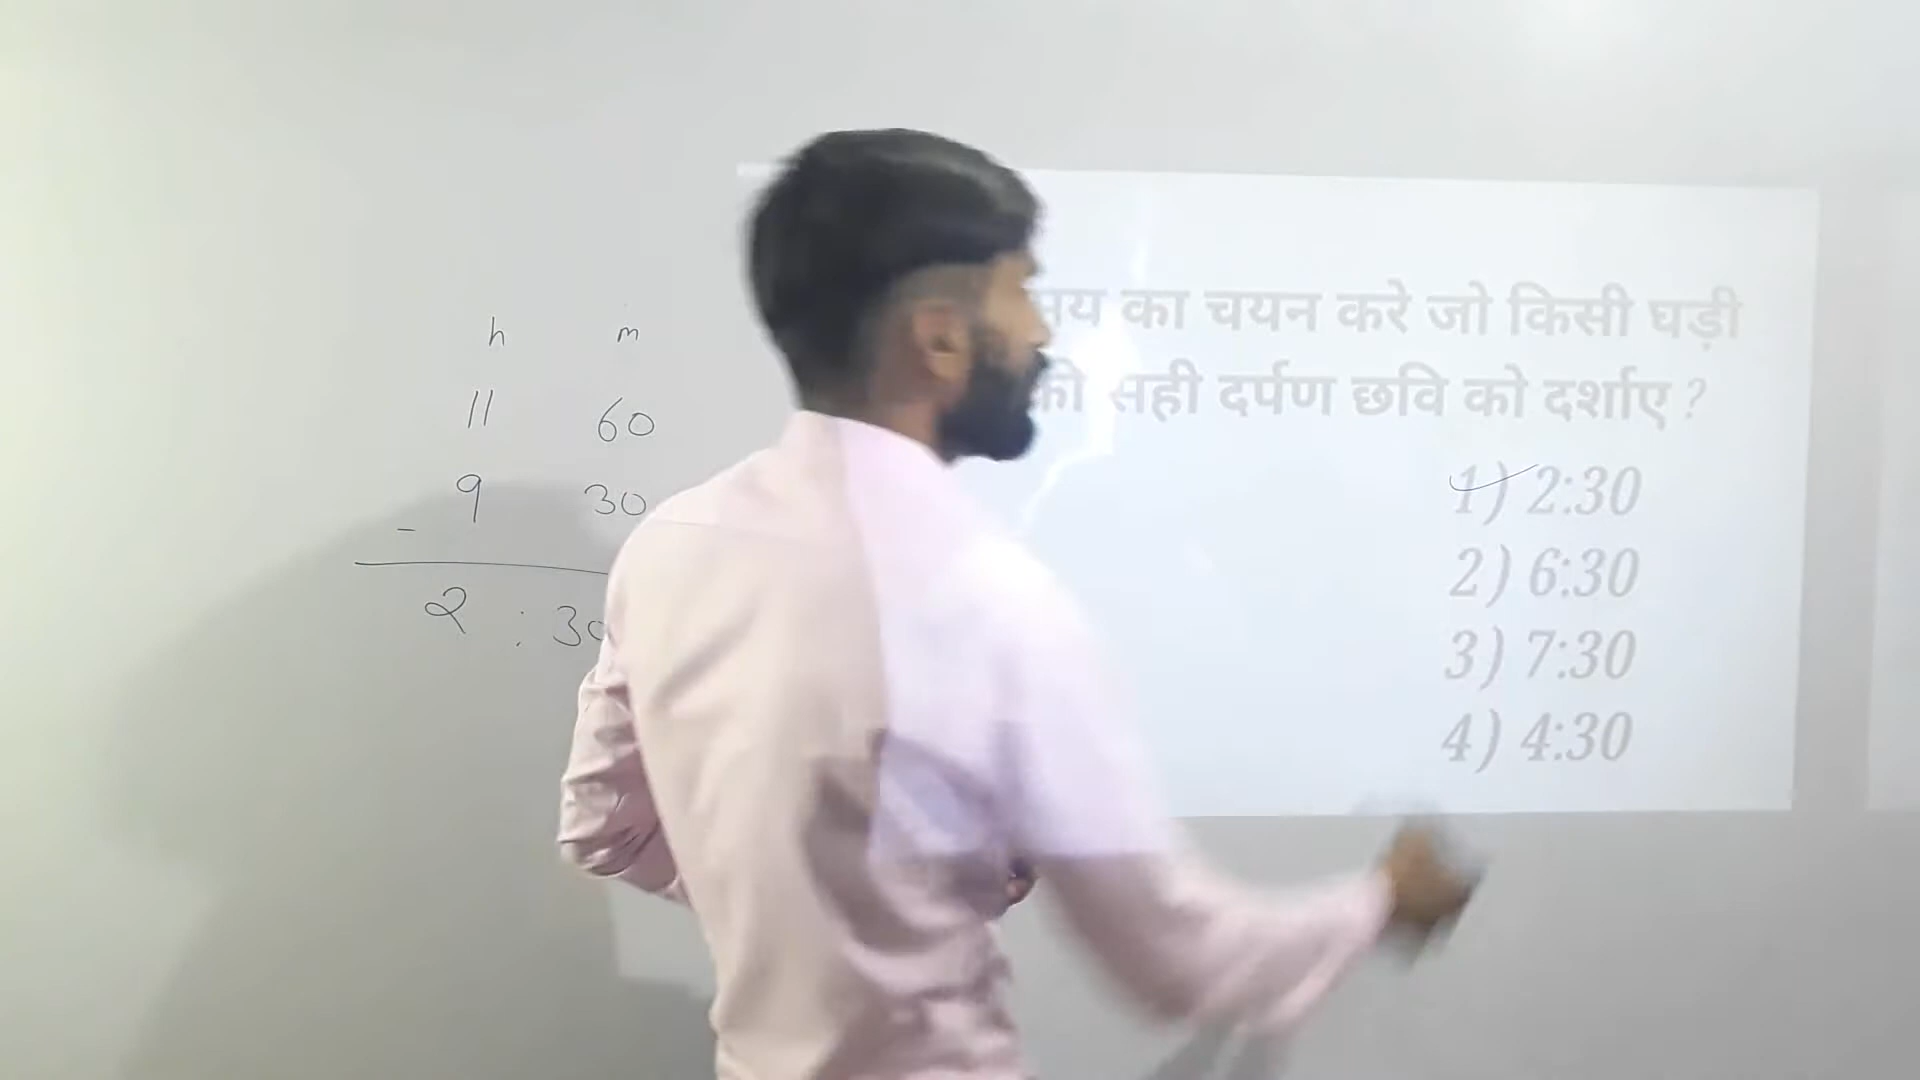 h m
11 60
- 9 30
2 : 30
का चयन करे जो किसी घड़ी
की सही दर्पण छवि को दर्शाए ?
1) 2:30
2) 6:30
3) 7:30
4) 4:30